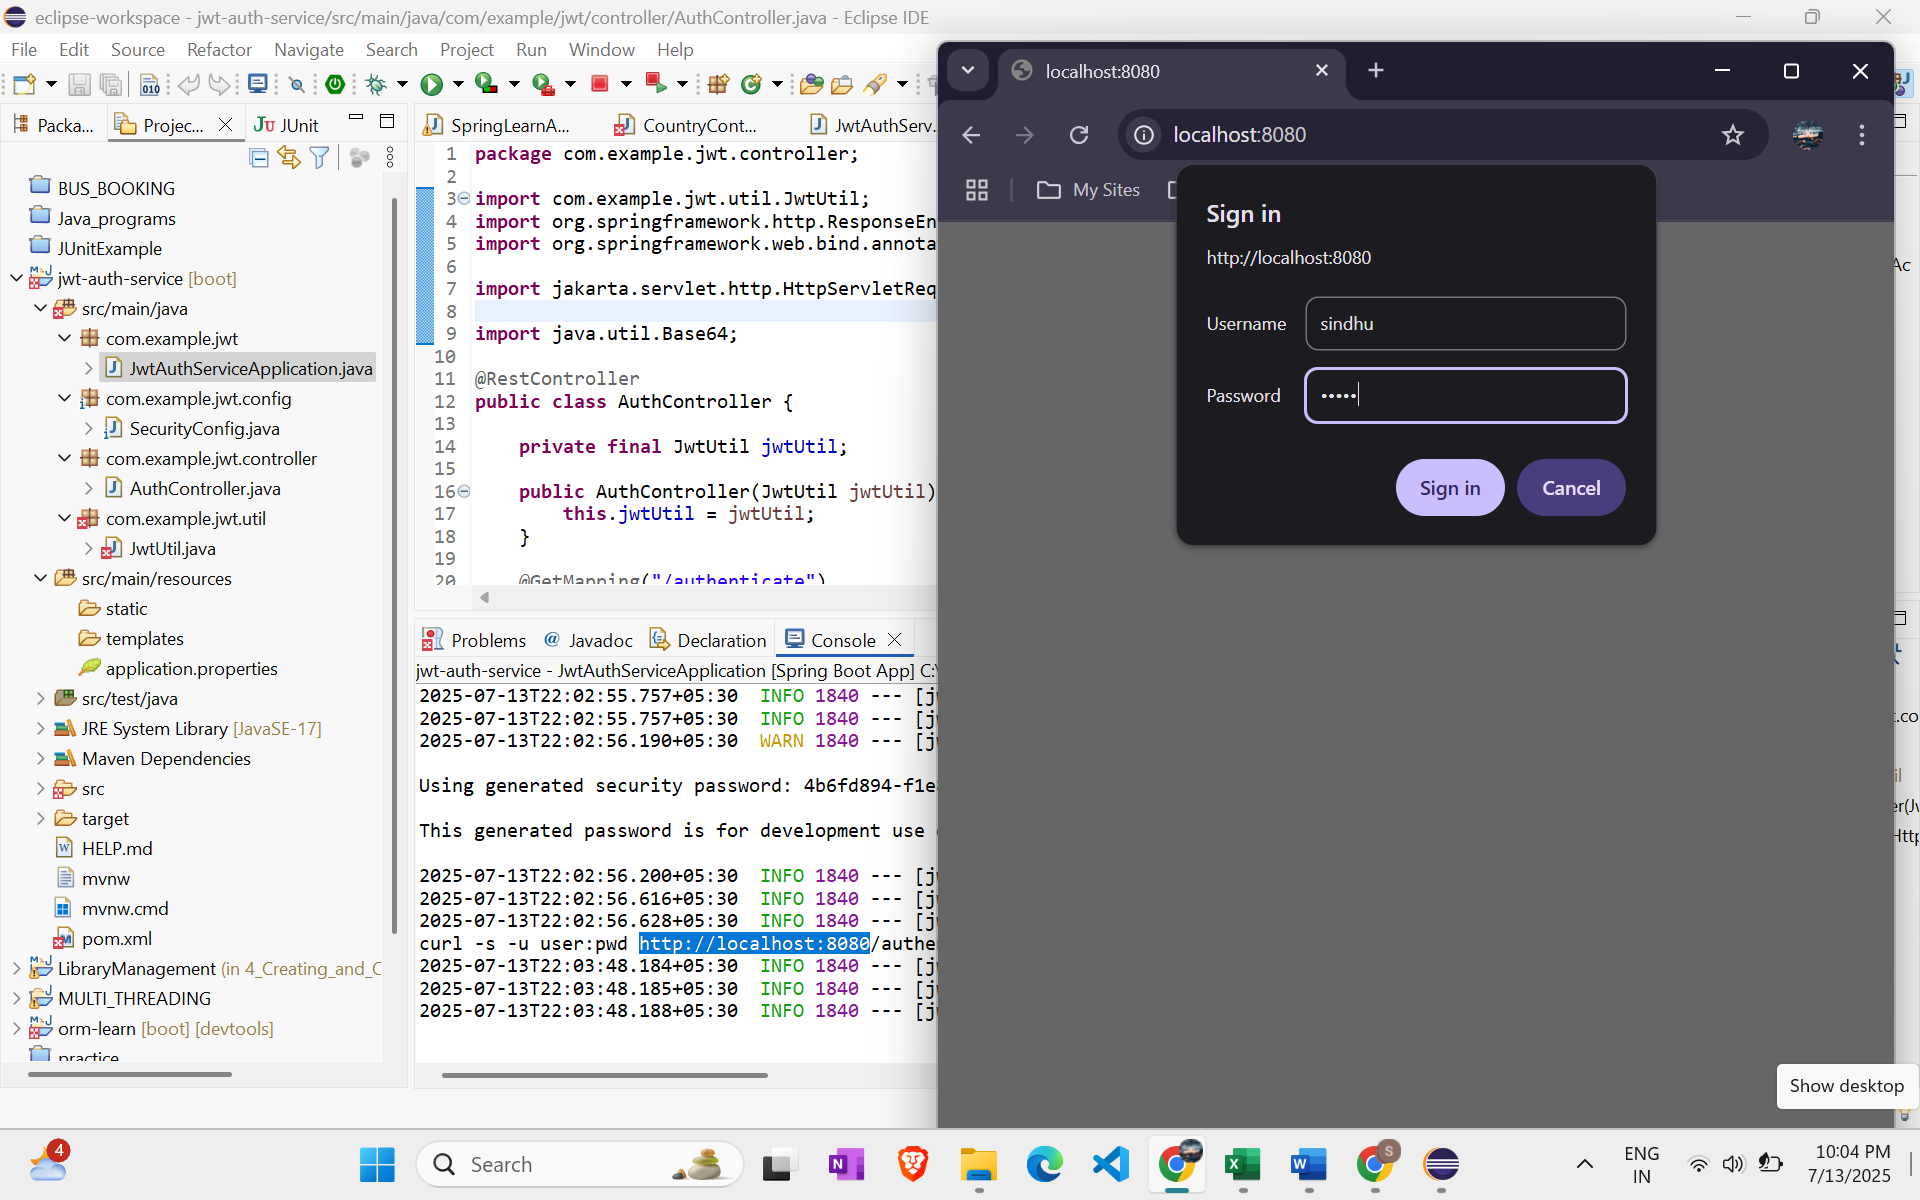 eclipse-workspace - jwt-auth-service/src/main/java/com/example/jwt/controller/AuthController.java - Eclipse IDE
File Edit Source Refactor Navigate Search Project Run Window Help
Packa... Projec... JUnit
BUS_BOOKING
Java_programs
JUnitExample
jwt-auth-service [boot]
src/main/java
com.example.jwt
JwtAuthServiceApplication.java
com.example.jwt.config
SecurityConfig.java
com.example.jwt.controller
AuthController.java
com.example.jwt.util
JwtUtil.java
src/main/resources
static
templates
application.properties
src/test/java
JRE System Library [JavaSE-17]
Maven Dependencies
src
target
HELP.md
mvnw
mvnw.cmd
pom.xml
LibraryManagement (in 4_Creating_and_C
MULTI_THREADING
orm-learn [boot] [devtools]
practice
SpringLearnA... CountryCont... JwtAuthServ.
1 package com.example.jwt.controller;
2
3 import com.example.jwt.util.JwtUtil;
4 import org.springframework.http.ResponseEn
5 import org.springframework.web.bind.annota
6
7 import jakarta.servlet.http.HttpServletReq
8
9 import java.util.Base64;
10
11 @RestController
12 public class AuthController {
13
14 private final JwtUtil jwtUtil;
15
16 public AuthController(JwtUtil jwtUtil)
17 this.jwtUtil = jwtUtil;
18 }
19
20 @GetMapping("/authenticate")
Problems Javadoc Declaration Console
jwt-auth-service - JwtAuthServiceApplication [Spring Boot App] C:\
2025-07-13T22:02:55.757+05:30 INFO 1840 --- [jw
2025-07-13T22:02:55.757+05:30 INFO 1840 --- [jw
2025-07-13T22:02:56.190+05:30 WARN 1840 --- [jw
Using generated security password: 4b6fd894-f1e
This generated password is for development use
2025-07-13T22:02:56.200+05:30 INFO 1840 --- [jw
2025-07-13T22:02:56.616+05:30 INFO 1840 --- [jw
2025-07-13T22:02:56.628+05:30 INFO 1840 --- [jw
curl -s -u user:pwd http://localhost:8080/authe
2025-07-13T22:03:48.184+05:30 INFO 1840 --- [jw
2025-07-13T22:03:48.185+05:30 INFO 1840 --- [jw
2025-07-13T22:03:48.188+05:30 INFO 1840 --- [jw
localhost:8080
localhost:8080
My Sites
Sign in
http://localhost:8080
Username sindhu
Password •••••
Sign in Cancel
Ac
t.co
il
er(Jw
Http
Show desktop
4
Search
S
ENG
IN
10:04 PM
7/13/2025